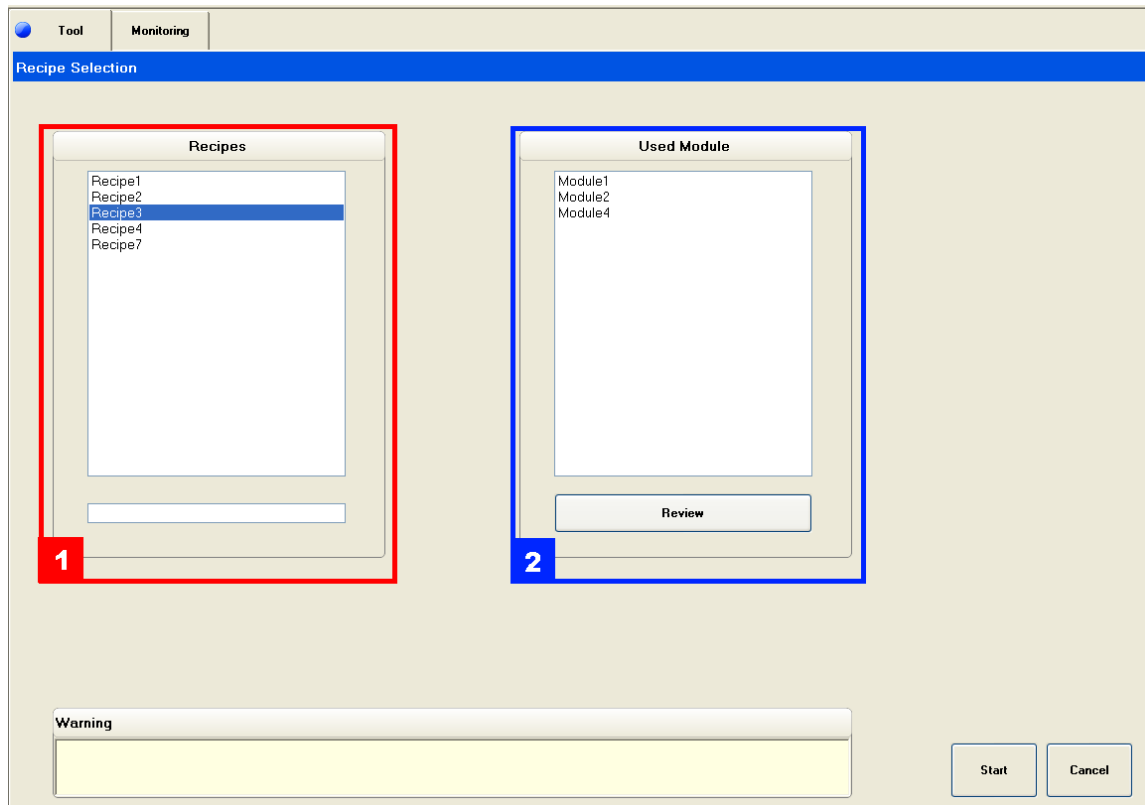 Tool
Monitoring
Recipe Selection
Recipes
Recipe1
Recipe2
Recipe3
Recipe4
Recipe7
1
Used Module
Module1
Module2
Module4
Review
2
Warning
Start
Cancel